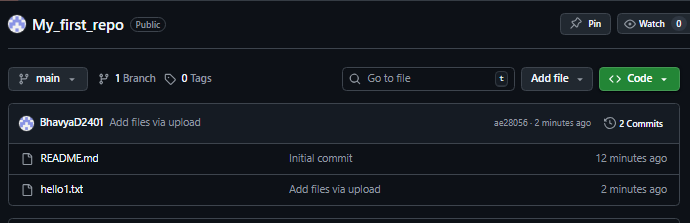 My_first_repo Public Pin Watch 0
main 1 Branch 0 Tags Go to file t Add file Code
BhavyaD2401 Add files via upload ae28056 · 2 minutes ago 2 Commits
README.md Initial commit 12 minutes ago
hello1.txt Add files via upload 2 minutes ago